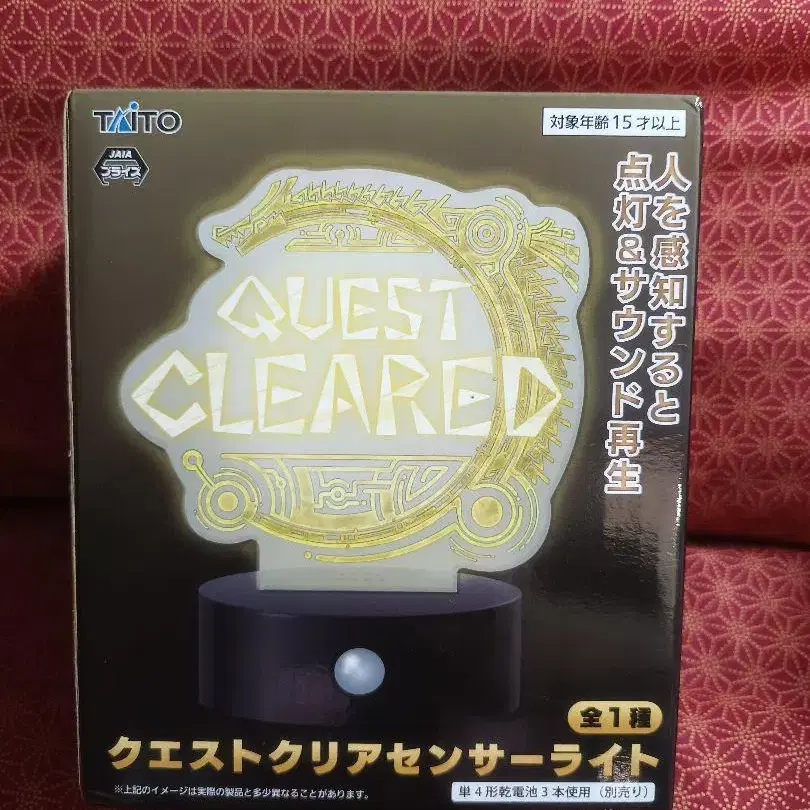 TAITO
対象年齢15才以上
JAIA
プライズ
人を感知すると
点灯&サウンド再生
QUEST
CLEARED
全1種
クエストクリアセンサーライト
※上記のイメージは実際の製品と多少異なることがあります。
単4形乾電池3本使用（別売り）